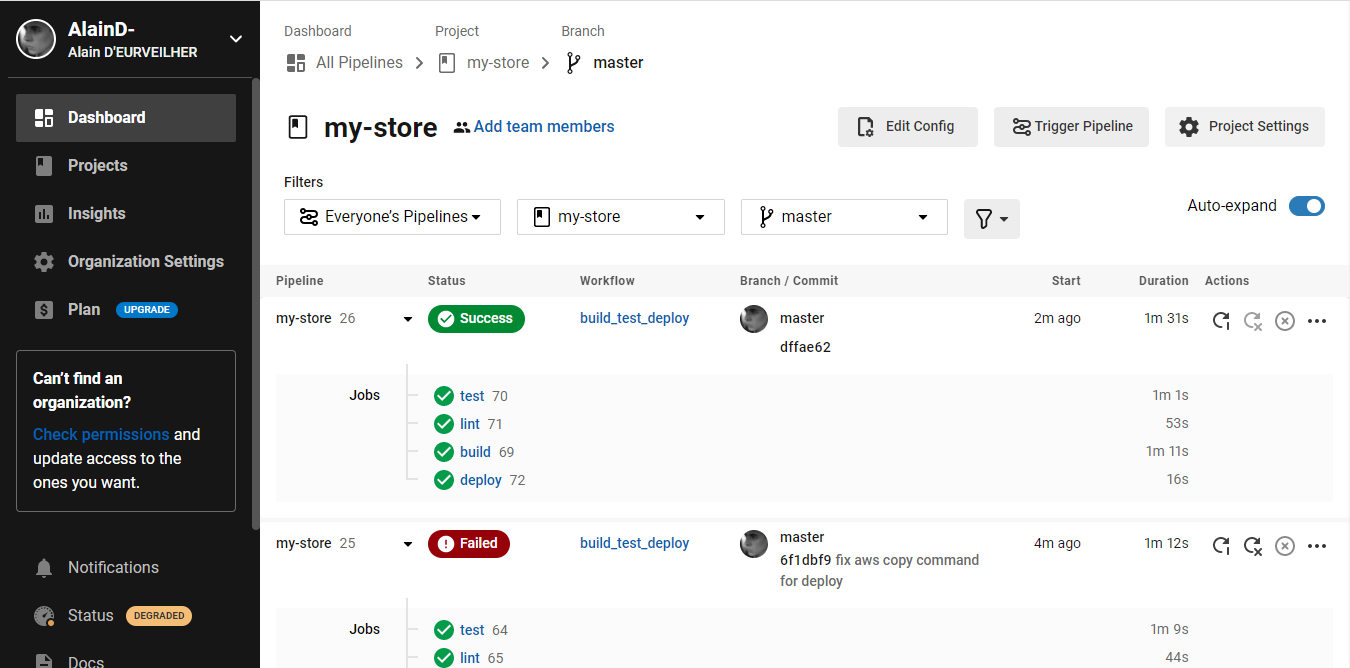 AlainD-
Alain D'EURVEILHER
Dashboard
Projects
Insights
Organization Settings
Plan UPGRADE
Can't find an
organization?
Check permissions and
update access to the
ones you want.
Notifications
Status DEGRADED
Docs
Dashboard Project Branch
All Pipelines my-store master
my-store Add team members Edit Config Trigger Pipeline Project Settings
Filters
Everyone's Pipelines my-store master Auto-expand
Pipeline Status Workflow Branch / Commit Start Duration Actions
my-store 26 Success build_test_deploy master 2m ago 1m 31s
dffae62
Jobs test 70 1m 1s
lint 71 53s
build 69 1m 11s
deploy 72 16s
my-store 25 Failed build_test_deploy master 4m ago 1m 12s
6f1dbf9 fix aws copy command
for deploy
Jobs test 64 1m 9s
lint 65 44s